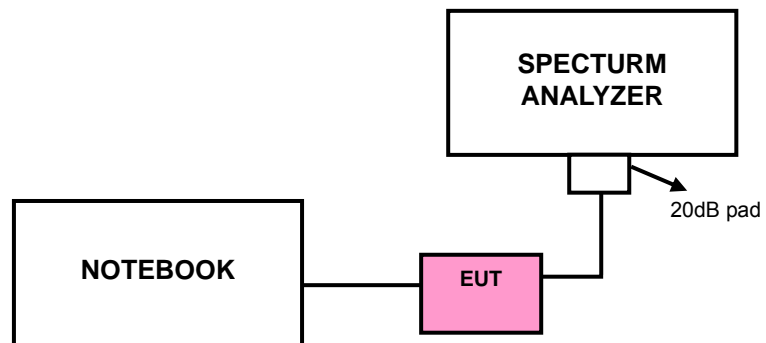 SPECTURM
ANALYZER
20dB pad
NOTEBOOK
EUT